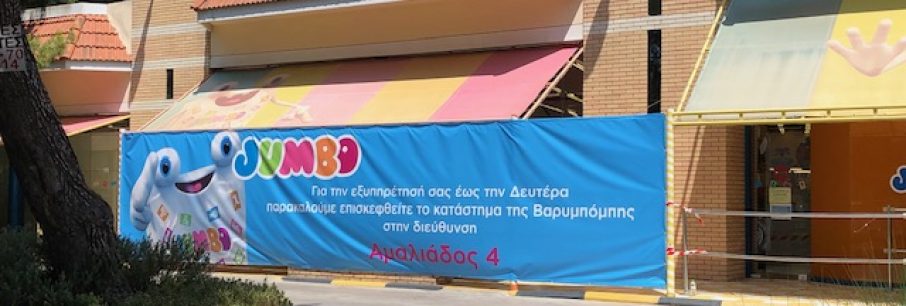 JUMBO
Για την εξυπηρέτησή σας έως την Δευτέρα
παρακαλούμε επισκεφθείτε το κατάστημα της Βαρυμπόμπης
στην διεύθυνση
Αμαλιάδος 4